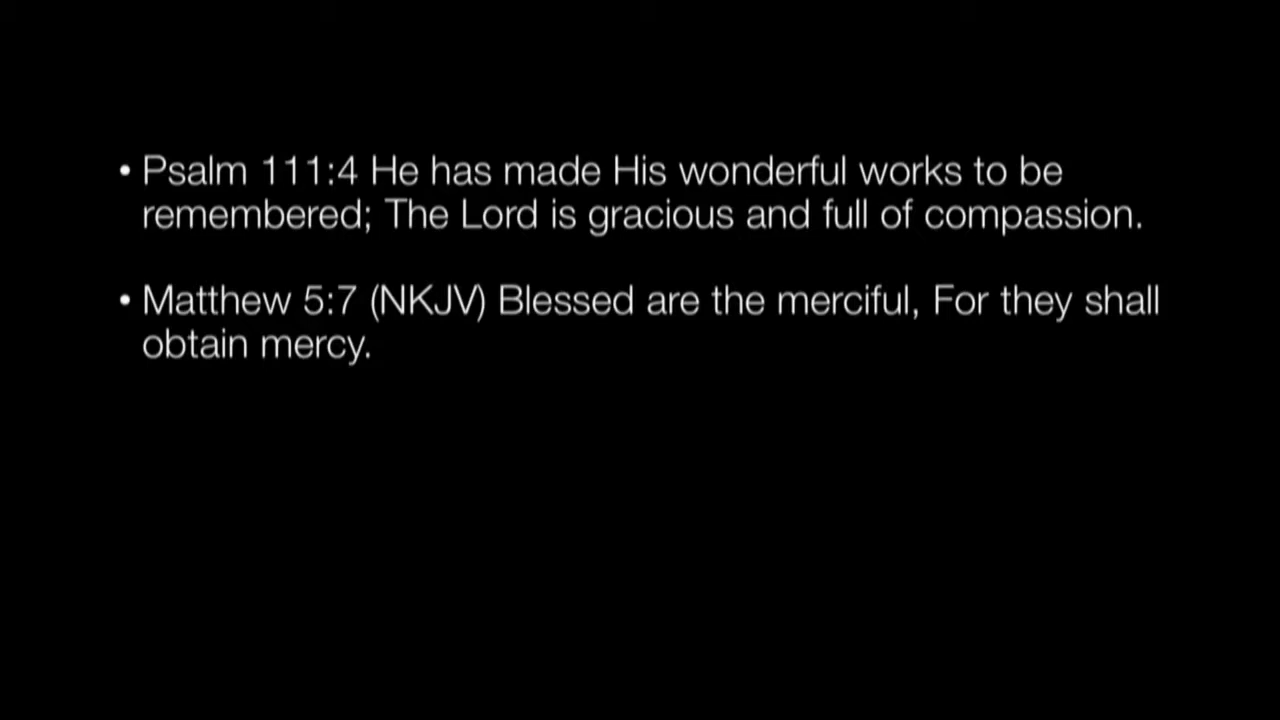 • Psalm 111:4 He has made His wonderful works to be
remembered; The Lord is gracious and full of compassion.
• Matthew 5:7 (NKJV) Blessed are the merciful, For they shall
obtain mercy.